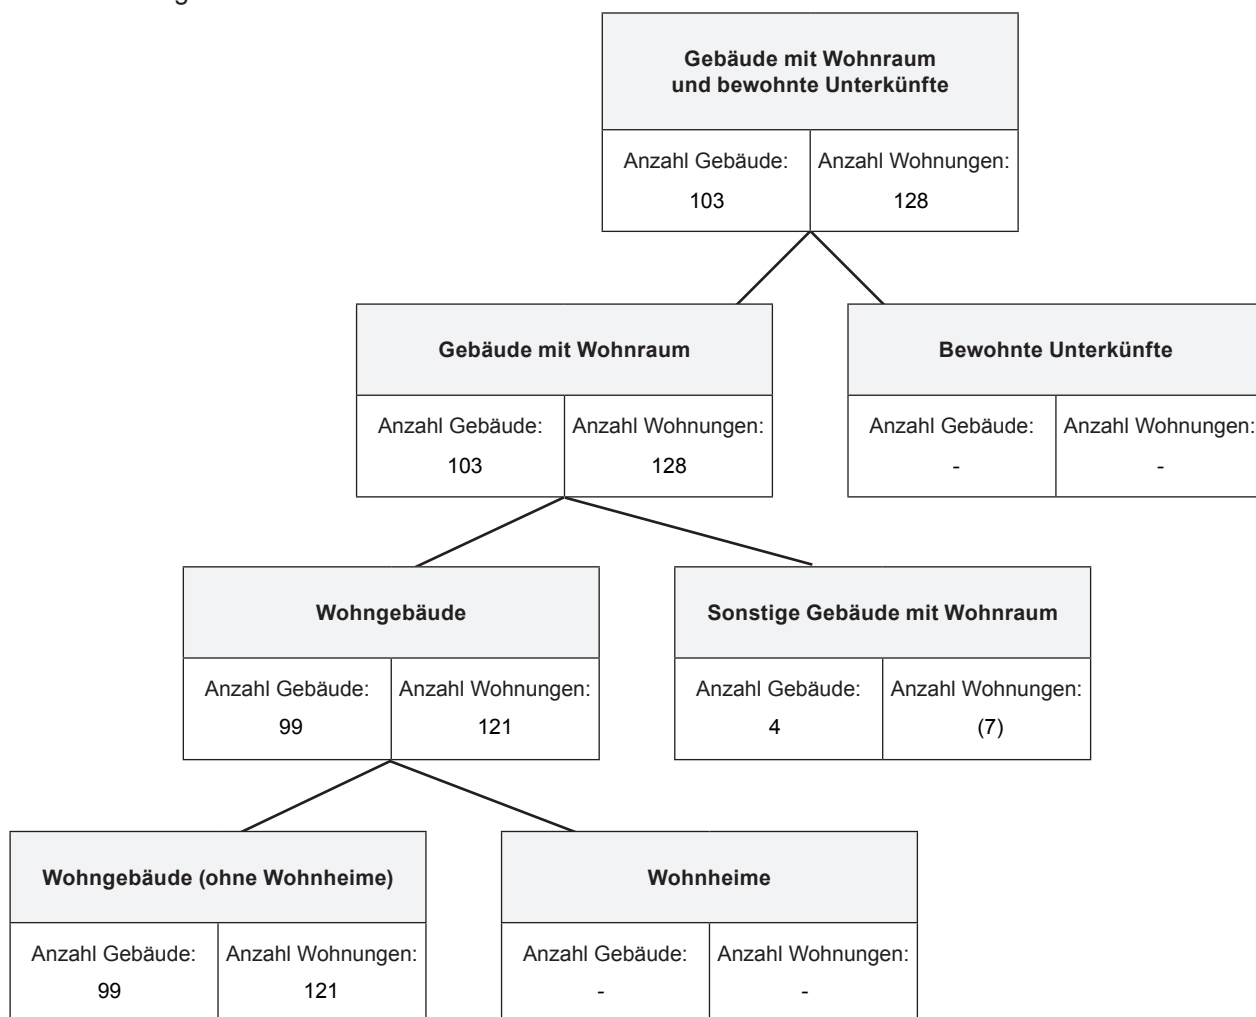 Gebäude mit Wohnraum
und bewohnte Unterkünfte
Anzahl Gebäude:
103
Anzahl Wohnungen:
128
Gebäude mit Wohnraum
Anzahl Gebäude:
103
Anzahl Wohnungen:
128
Bewohnte Unterkünfte
Anzahl Gebäude:
-
Anzahl Wohnungen:
-
Wohngebäude
Anzahl Gebäude:
99
Anzahl Wohnungen:
121
Sonstige Gebäude mit Wohnraum
Anzahl Gebäude:
4
Anzahl Wohnungen:
(7)
Wohngebäude (ohne Wohnheime)
Anzahl Gebäude:
99
Anzahl Wohnungen:
121
Wohnheime
Anzahl Gebäude:
-
Anzahl Wohnungen:
-